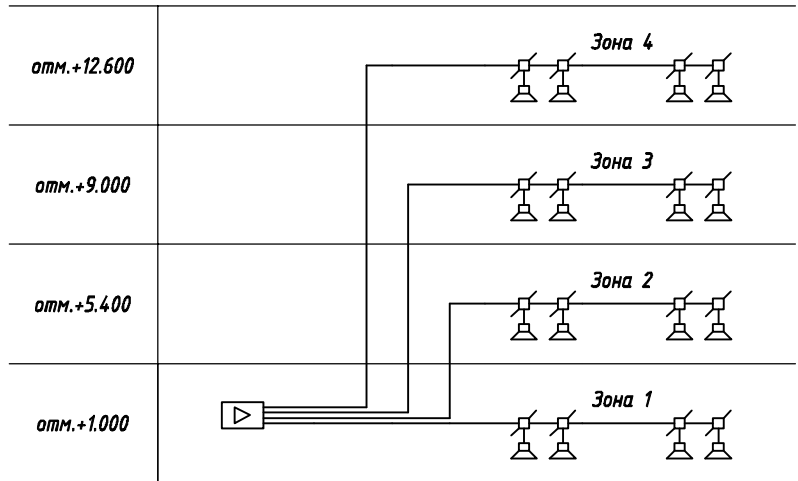 отм.+12.600
Зона 4
отм.+9.000
Зона 3
отм.+5.400
Зона 2
отм.+1.000
Зона 1